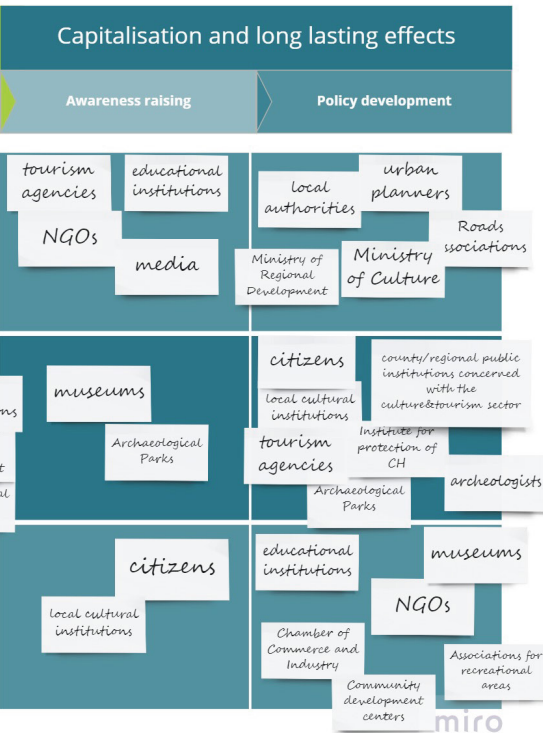 Capitalisation and long lasting effects
Awareness raising
Policy development
tourism
agencies
educational
institutions
NGOs
media
local
authorities
urban
planners
Roads
ssociations
Ministry of
Regional
Development
Ministry
of Culture
ns
t
al
museums
Archaeological
Parks
citizens
local cultural
institutions
county/regional public
institutions concerned
with the
culture&tourism sector
tourism
agencies
Institute for
protection of
CH
archeologists
Archaeological
Parks
citizens
local cultural
institutions
educational
institutions
museums
NGOs
Chamber of
Commerce and
Industry
Associations for
recreational
areas
Community
development
centers
miro